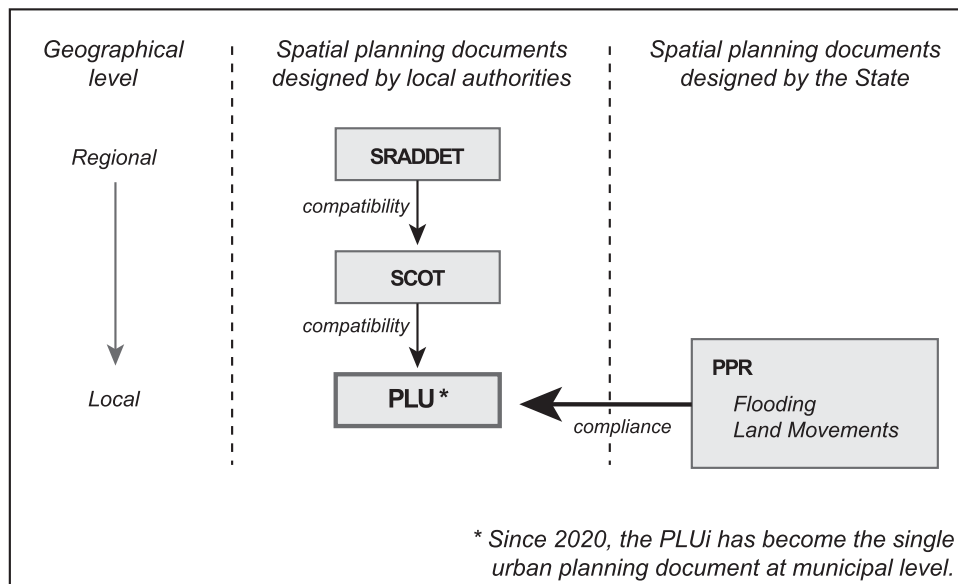 Geographical
level
Spatial planning documents
designed by local authorities
Spatial planning documents
designed by the State
Regional
SRADDET
compatibility
SCOT
compatibility
Local
PLU *
compliance
PPR
Flooding
Land Movements
* Since 2020, the PLUi has become the single
urban planning document at municipal level.